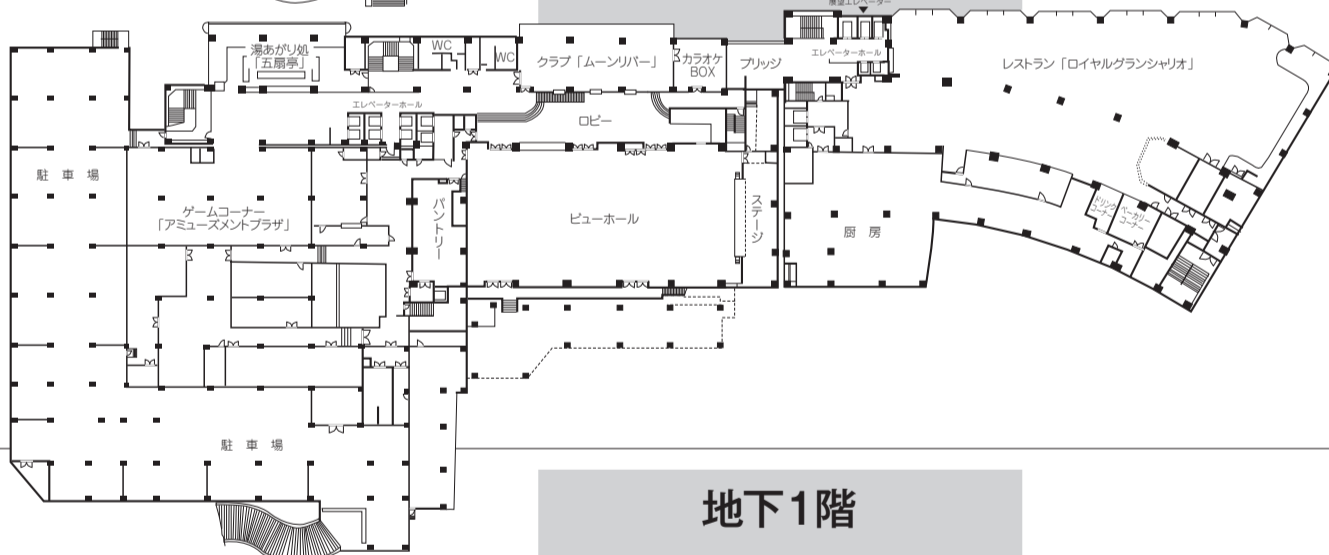 展望エレベーター
湯あがり処
「五扇亭」
WC
WC
クラブ「ムーンリバー」
カラオケ
BOX
ブリッジ
エレベーターホール
レストラン「ロイヤルグランシャリオ」
エレベーターホール
ロビー
駐車場
ゲームコーナー
「アミューズメントプラザ」
パントリー
ビューホール
ステージ
厨房
ドリンク
コーナー
ベーカリー
コーナー
駐車場
地下1階